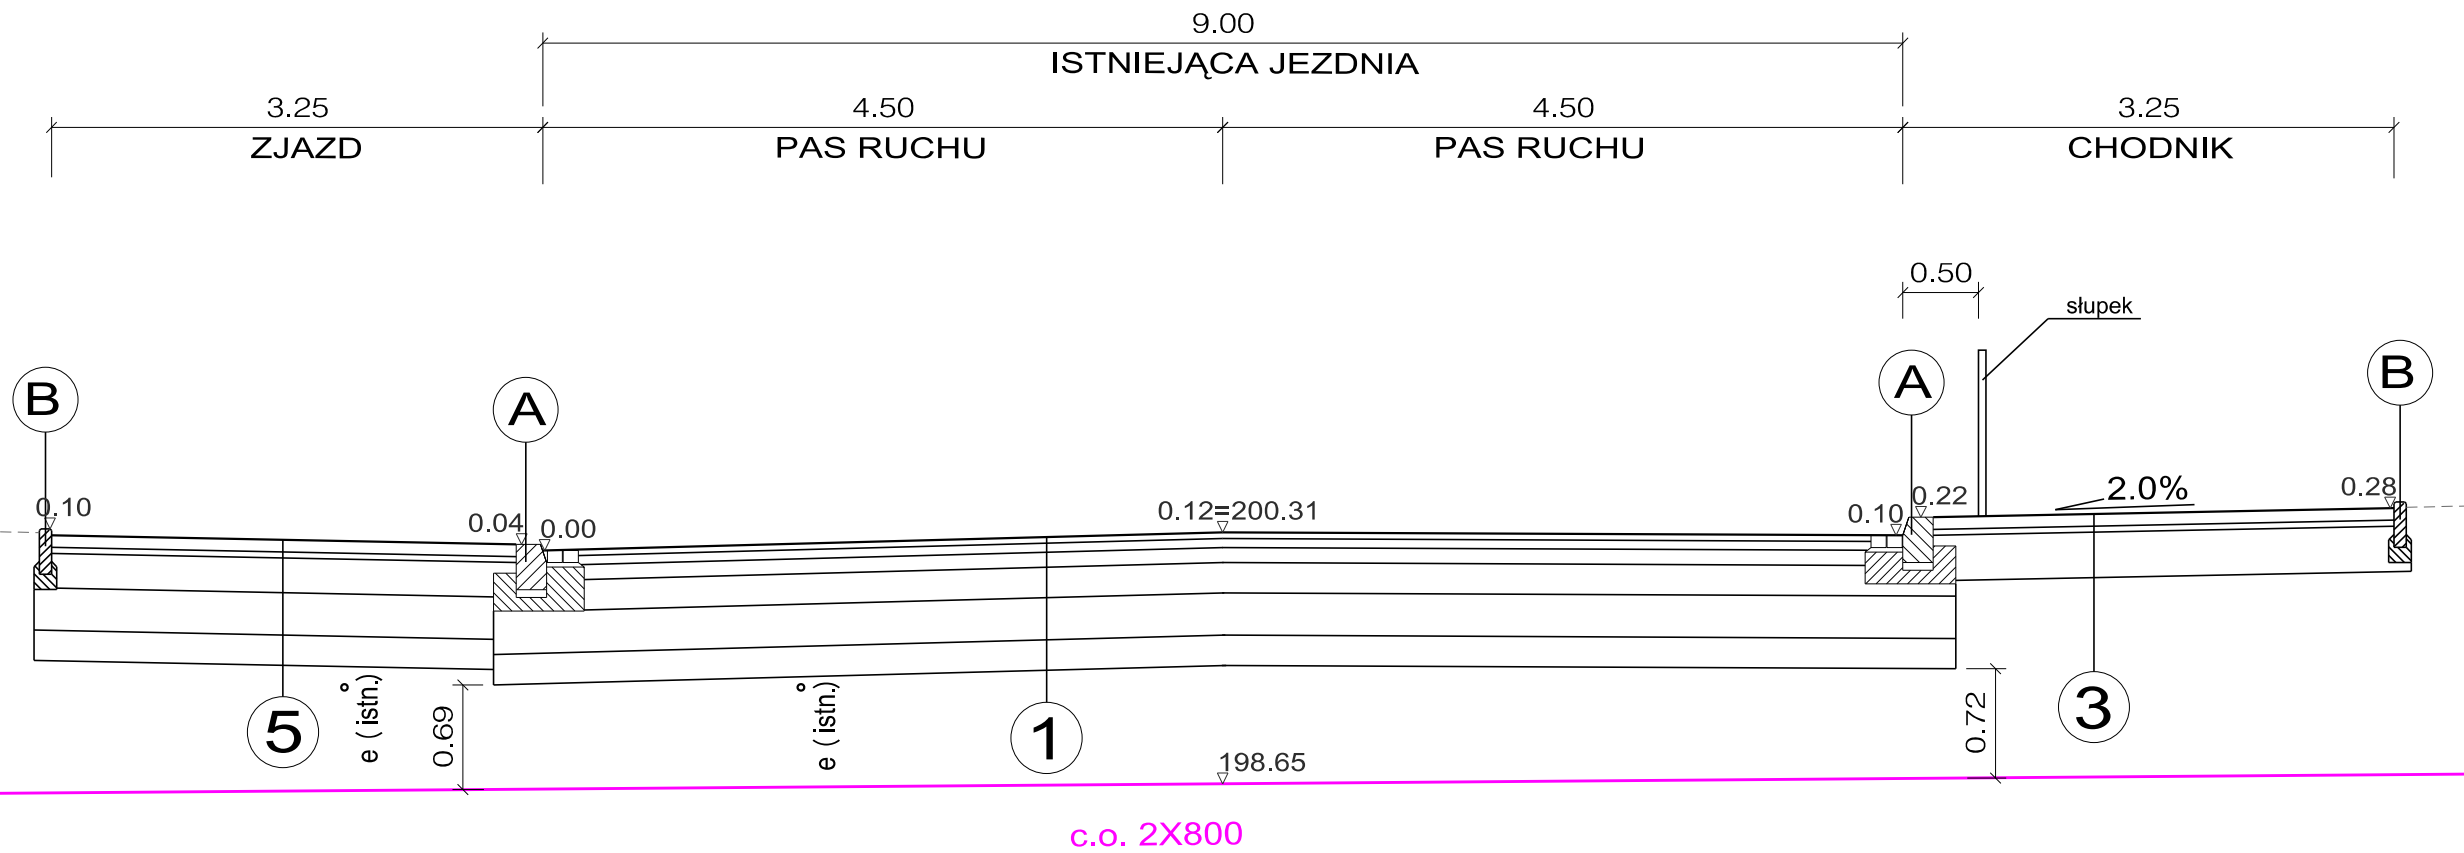 9.00
ISTNIEJĄCA JEZDNIA
3.25
4.50
4.50
3.25
ZJAZD
PAS RUCHU
PAS RUCHU
CHODNIK
0.50
słupek
B
A
A
B
0.10
0.04
0.00
0.12=200.31
0.10
0.22
2.0%
0.28
5
e (istn.)
0.69
e (istn.)
1
0.72
3
198.65
c.o. 2X800